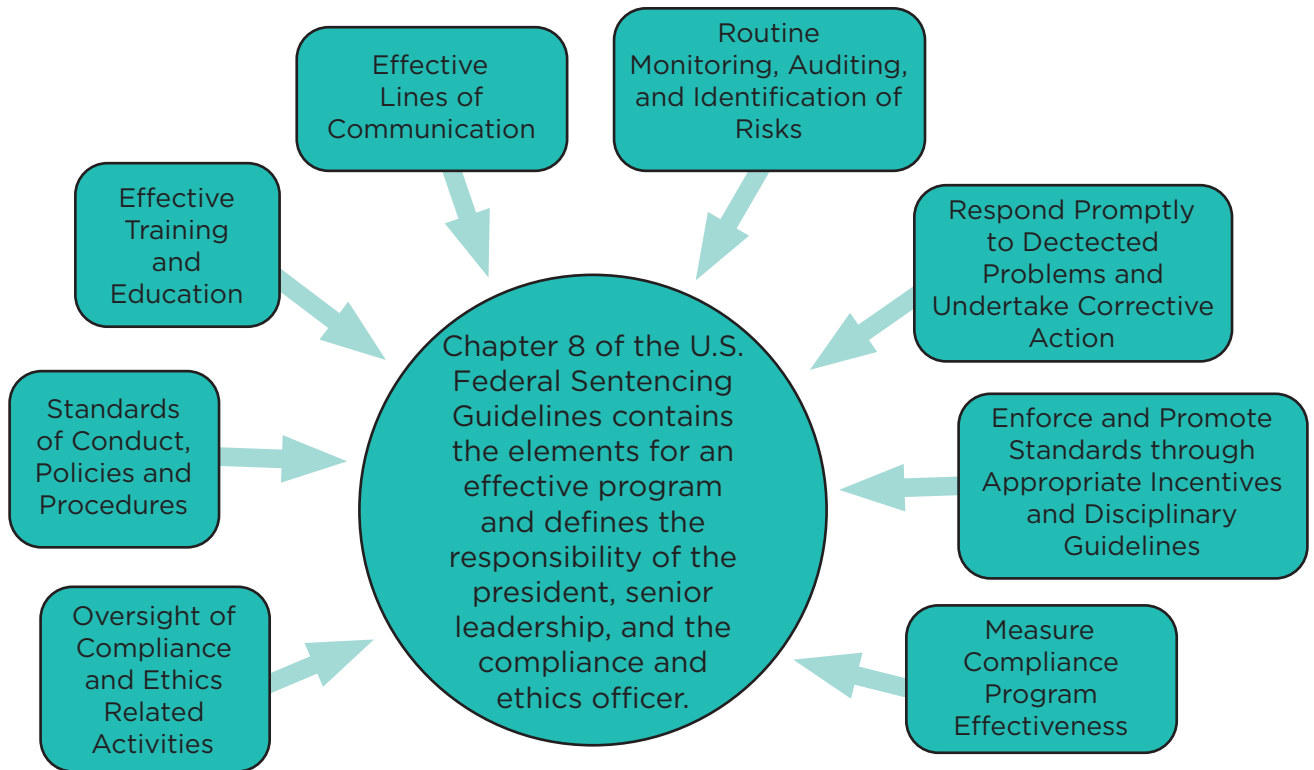 Effective
Lines of
Communication
Routine
Monitoring, Auditing,
and Identification of
Risks
Effective
Training
and
Education
Respond Promptly
to Dectected
Problems and
Undertake Corrective
Action
Standards
of Conduct,
Policies and
Procedures
Chapter 8 of the U.S.
Federal Sentencing
Guidelines contains
the elements for an
effective program
and defines the
responsibility of the
president, senior
leadership, and the
compliance and
ethics officer.
Enforce and Promote
Standards through
Appropriate Incentives
and Disciplinary
Guidelines
Oversight of
Compliance
and Ethics
Related
Activities
Measure
Compliance
Program
Effectiveness